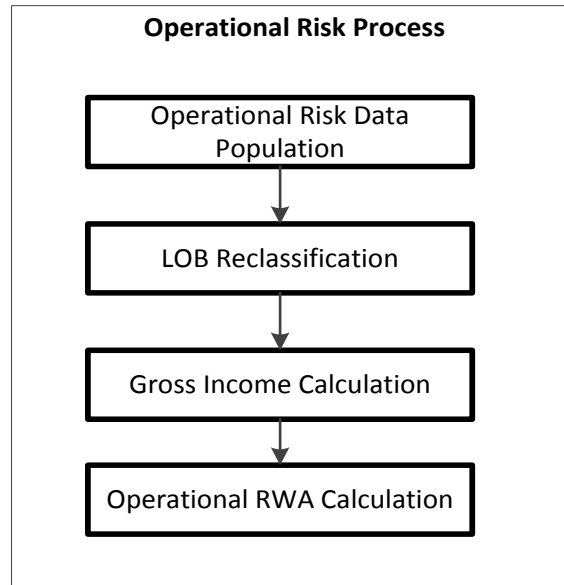 Operational Risk Process
Operational Risk Data
Population
LOB Reclassification
Gross Income Calculation
Operational RWA Calculation